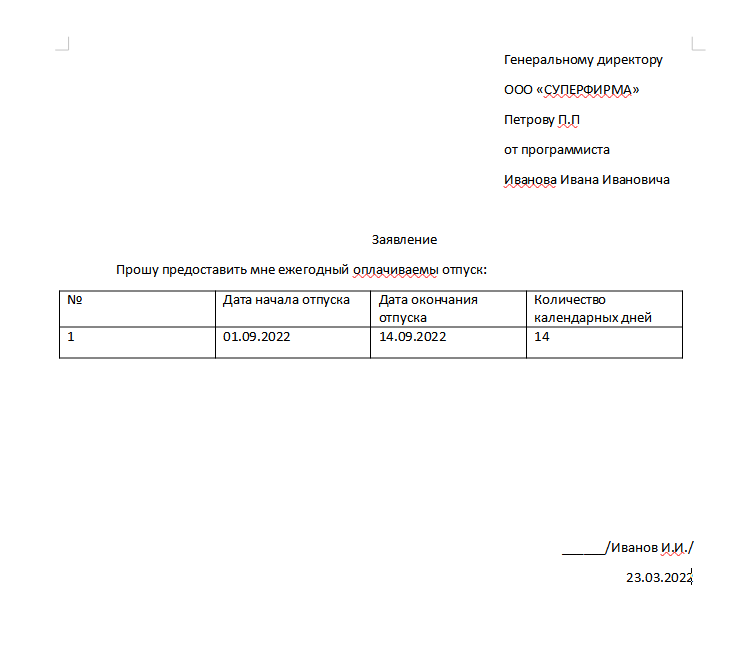 Генеральному директору
ООО «СУПЕРФИРМА»
Петрову П.П
от программиста
Иванова Ивана Ивановича
Заявление
Прошу предоставить мне ежегодный оплачиваемы отпуск:
№ Дата начала отпуска Дата окончания отпуска Количество календарных дней
1 01.09.2022 14.09.2022 14
______/Иванов И.И./
23.03.2022